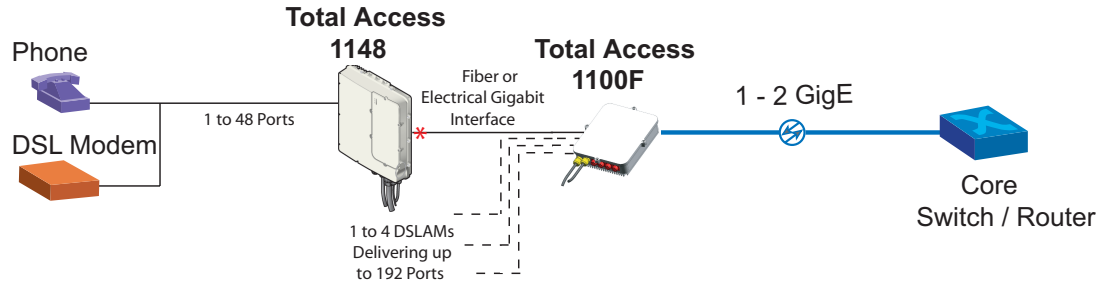 Total Access
1148
Phone
Total Access
1100F
Fiber or
Electrical Gigabit
Interface
1 - 2 GigE
1 to 48 Ports
DSL Modem
Core
Switch / Router
1 to 4 DSLAMs
Delivering up
to 192 Ports